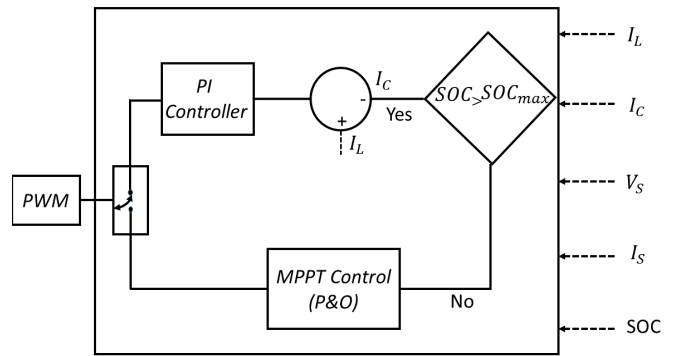 I_L
PI
Controller
I_C
-
SOC>SOC_max
I_C
Yes
+
I_L
V_S
PWM
I_S
MPPT Control
(P&O)
No
SOC